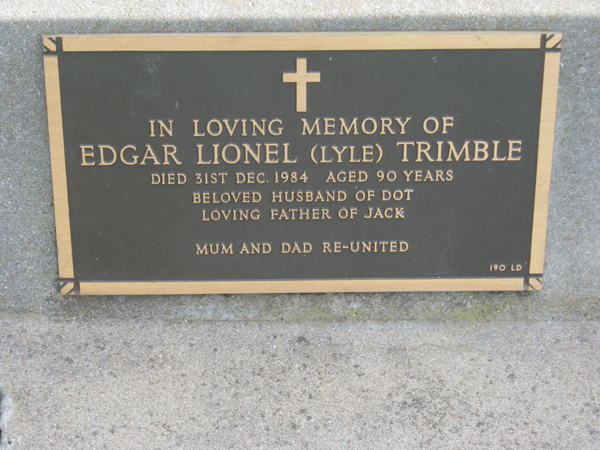 IN LOVING MEMORY OF
EDGAR LIONEL (LYLE) TRIMBLE
DIED 31ST DEC. 1984 AGED 90 YEARS
BELOVED HUSBAND OF DOT
LOVING FATHER OF JACK
MUM AND DAD RE-UNITED
190 LD